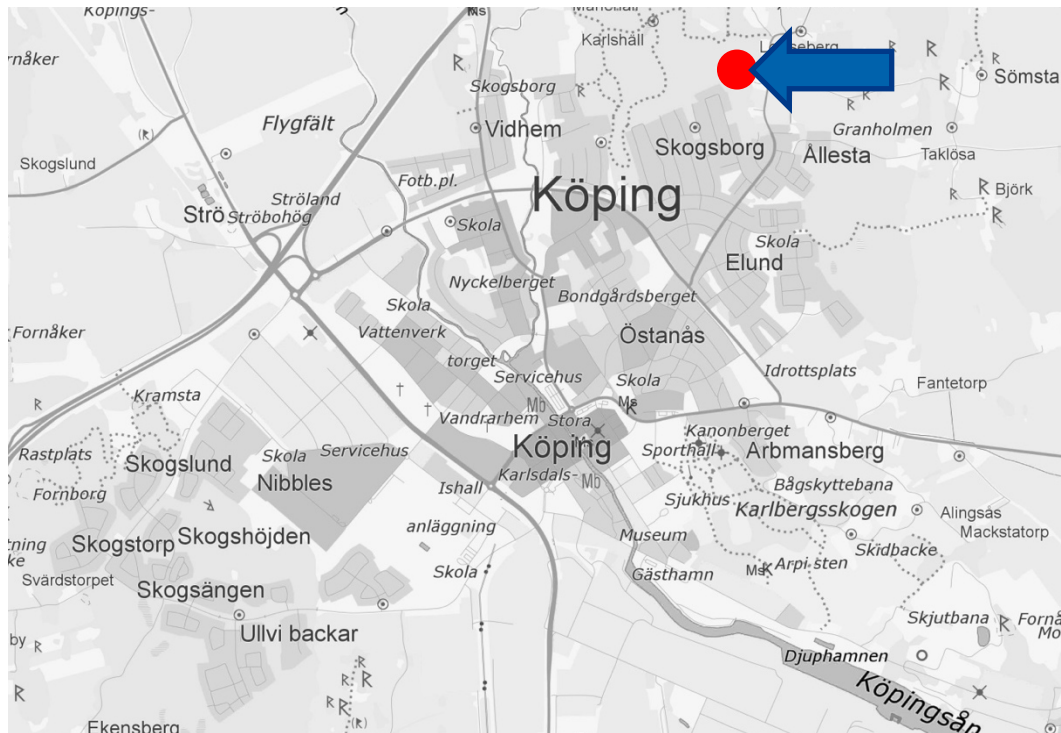 Köpings-
Ms
Karlshäll
rnåker
Skogsborg
Sömsta
Flygfält
Vidhem
Skogsborg
Granholmen
Ållesta
Taklösa
Skogslund
Fotb.pl.
Köping
Björk
Ströland
Strö
Ströbohög
Skola
Skola
Elund
Nyckelberget
Bondgårdsberget
Skola
Fornåker
Vattenverk
Östanås
torget
Servicehus
Skola
Idrottsplats
Fantetorp
Kramsta
Mb
Ms
Vandrarhem
Stora
Kanonberget
Rastplats
Skogslund
Skola
Servicehus
Köping
Sporthall
Arbmansberg
Fornborg
Nibbles
Ishall
Karlsdals-
Mb
Sjukhus
Bågskyttebana
Karlbergsskogen
Alingsås
anläggning
Mackstatorp
Skogstorp
Skogshöjden
Museum
Skidbacke
Svärdstorpet
Skola
Gästhamn
Ms
Arpi sten
Skogsängen
Skjutbana
Ullvi backar
by
Djuphamnen
Köpingsån
Ekensberg